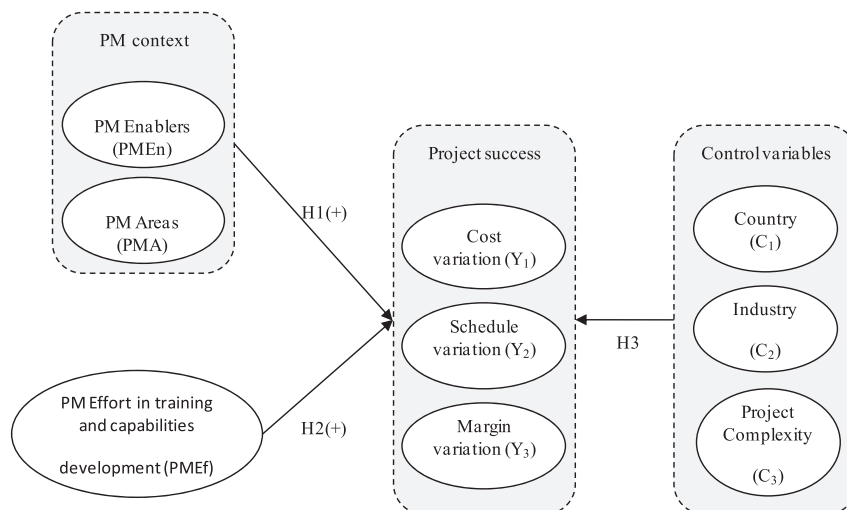 PM context
PM Enablers
(PMEn)
PM Areas
(PMA)
H1(+)
PM Effort in training
and capabilities
development (PMEf)
H2(+)
Project success
Cost
variation (Y₁)
Schedule
variation (Y₂)
Margin
variation (Y₃)
H3
Control variables
Country
(C₁)
Industry
(C₂)
Project
Complexity
(C₃)